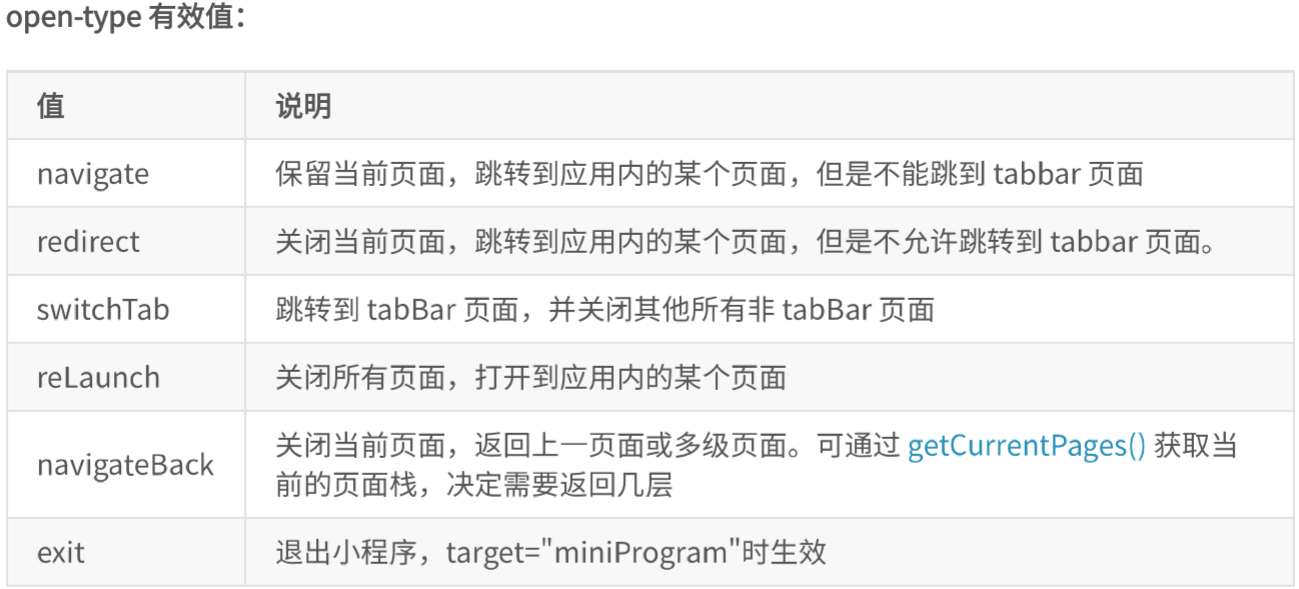 open-type 有效值：
值 说明
navigate 保留当前页面，跳转到应用内的某个页面，但是不能跳到 tabbar 页面
redirect 关闭当前页面，跳转到应用内的某个页面，但是不允许跳转到 tabbar 页面。
switchTab 跳转到 tabBar 页面，并关闭其他所有非 tabBar 页面
reLaunch 关闭所有页面，打开到应用内的某个页面
navigateBack 关闭当前页面，返回上一页面或多级页面。可通过 getCurrentPages() 获取当
前的页面栈，决定需要返回几层
exit 退出小程序，target="miniProgram"时生效